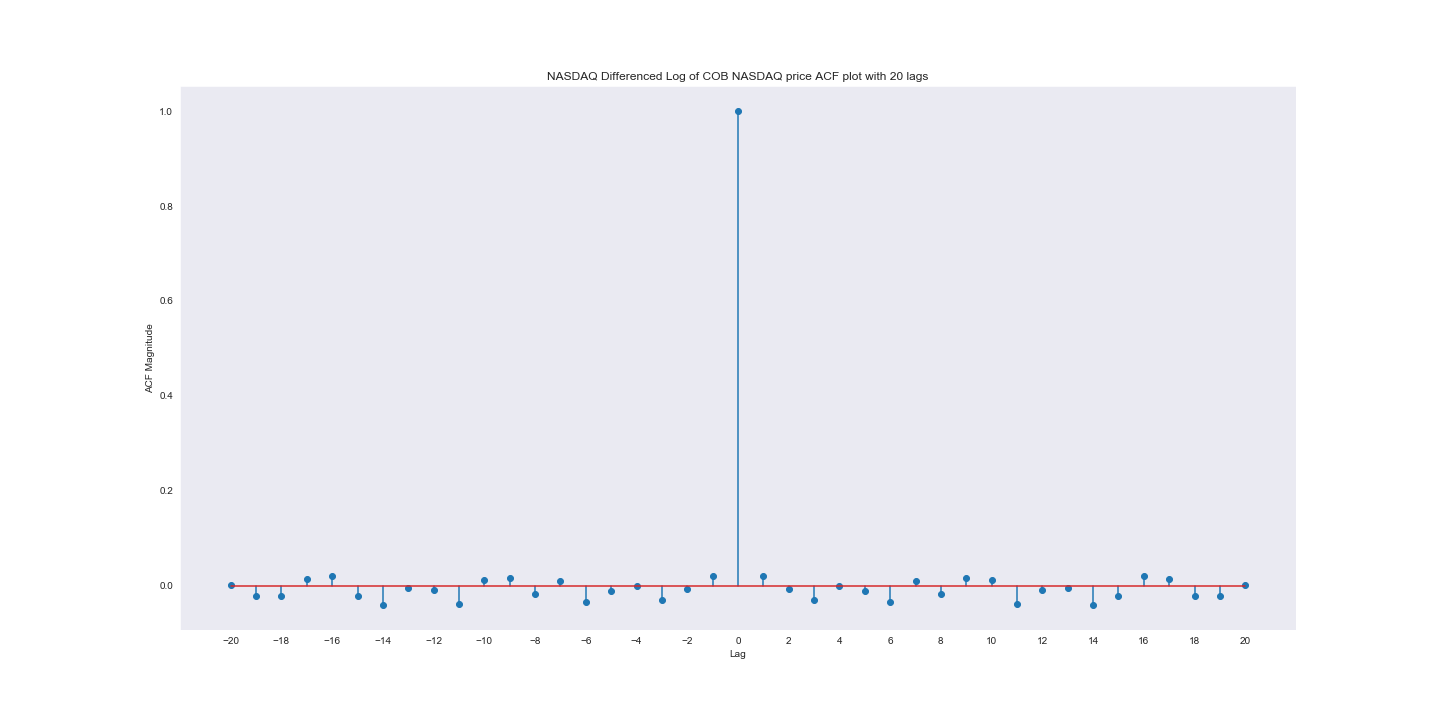 NASDAQ Differenced Log of COB NASDAQ price ACF plot with 20 lags
1.0
0.8
0.6
0.4
0.2
0.0
ACF Magnitude
−20 −18 −16 −14 −12 −10 −8 −6 −4 −2 0 2 4 6 8 10 12 14 16 18 20
Lag